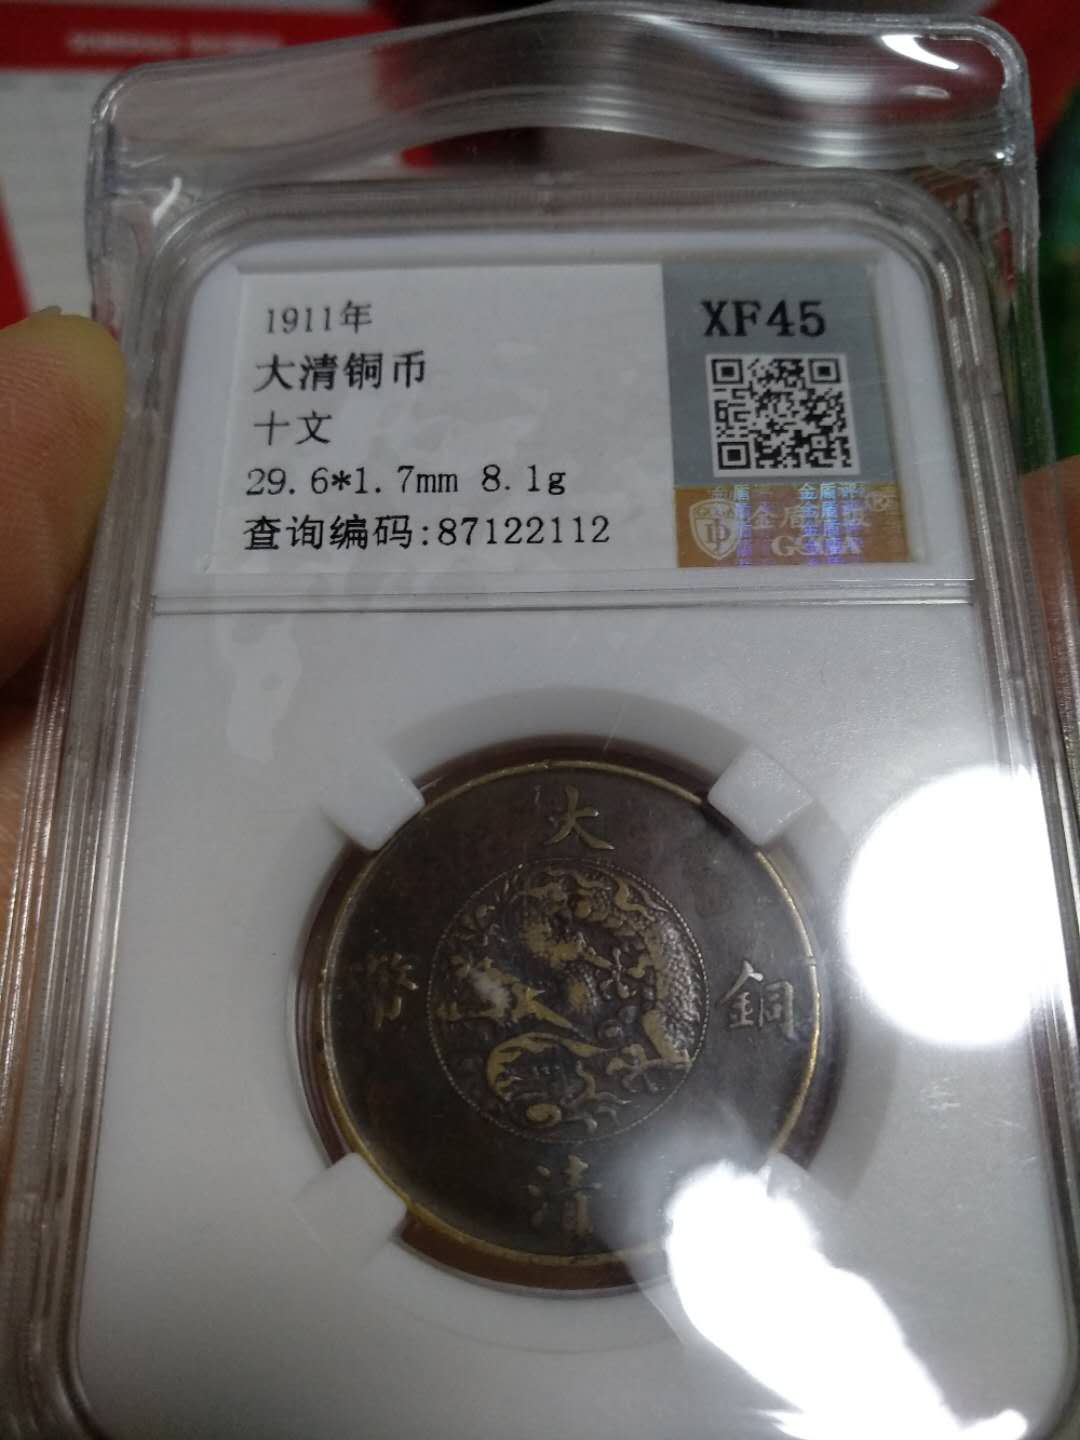 1911年
大清铜币
十文
29.6*1.7mm 8.1g
查询编码:87122112
XF45
大
幣
銅
清